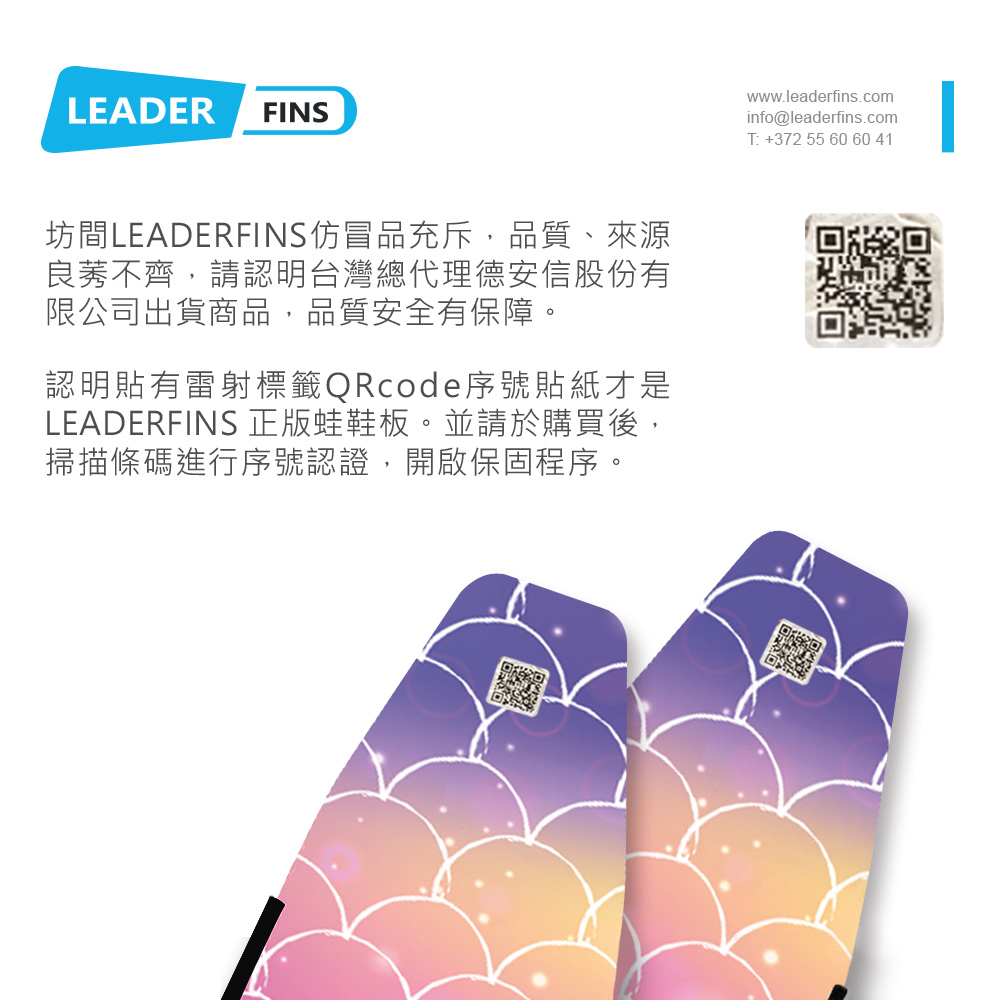 LEADER FINS
www.leaderfins.com
info@leaderfins.com
T: +372 55 60 60 41
坊間LEADERFINS仿冒品充斥，品質、來源
良莠不齊，請認明台灣總代理德安信股份有
限公司出貨商品，品質安全有保障。
認明貼有雷射標籤QRcode序號貼紙才是
LEADERFINS 正版蛙鞋板。並請於購買後，
掃描條碼進行序號認證，開啟保固程序。